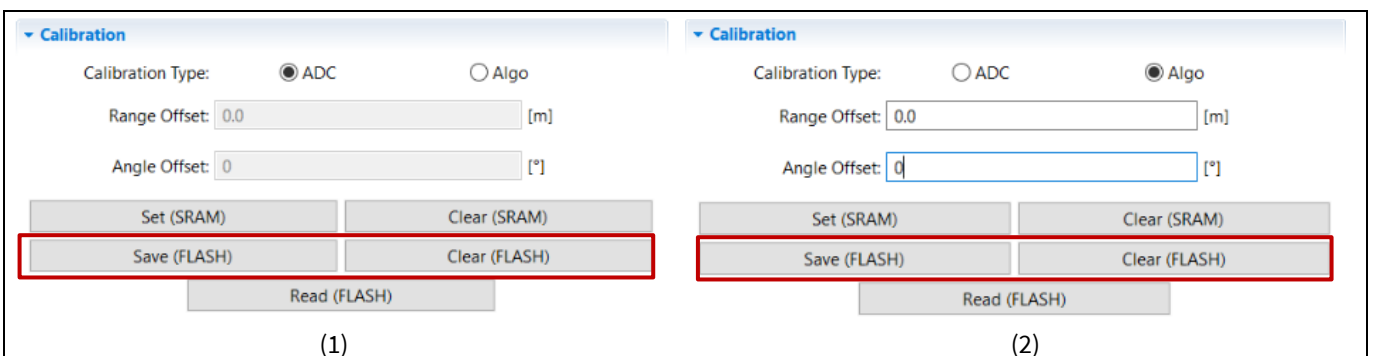 Calibration
Calibration Type: ADC Algo
Range Offset: 0.0 [m]
Angle Offset: 0 [°]
Set (SRAM) Clear (SRAM)
Save (FLASH) Clear (FLASH)
Read (FLASH)
(1)
Calibration
Calibration Type: ADC Algo
Range Offset: 0.0 [m]
Angle Offset: 0 [°]
Set (SRAM) Clear (SRAM)
Save (FLASH) Clear (FLASH)
Read (FLASH)
(2)